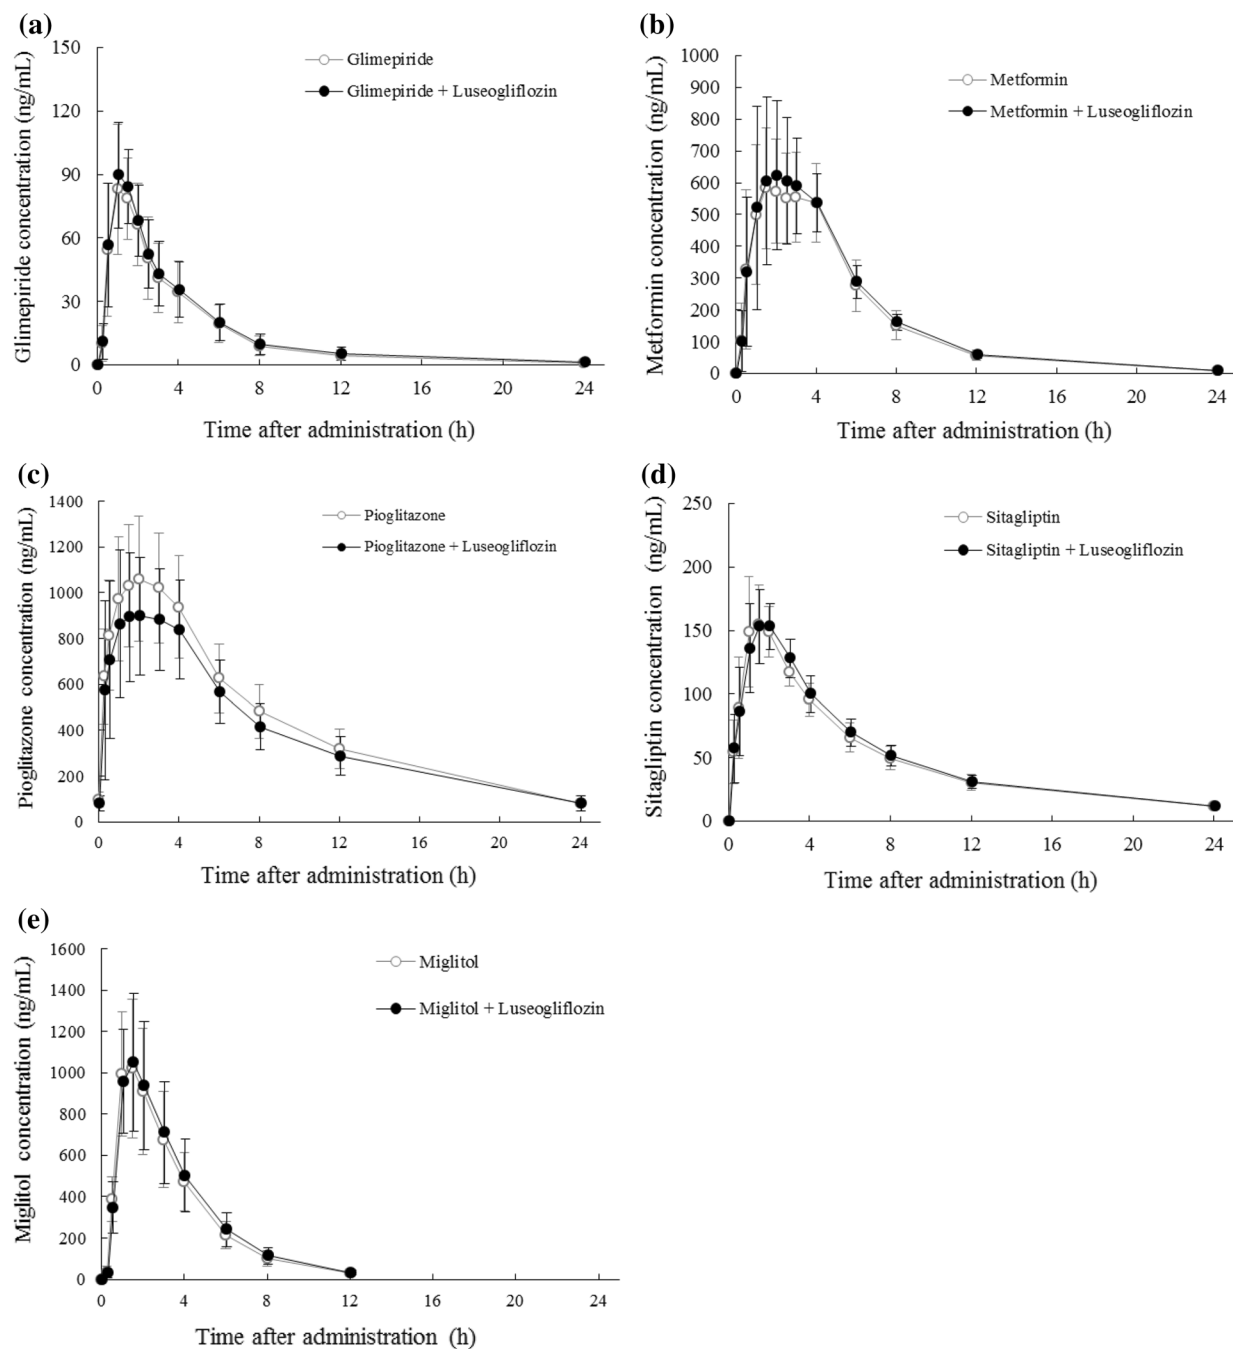 (a)
Glimepiride concentration (ng/mL)
150
120
90
60
30
0
Glimepiride
Glimepiride + Luseogliflozin
0 4 8 12 16 20 24
Time after administration (h)
(b)
Metformin concentration (ng/mL)
1000
900
800
700
600
500
400
300
200
100
0
Metformin
Metformin + Luseogliflozin
0 4 8 12 16 20 24
Time after administration (h)
(c)
Pioglitazone concentration (ng/mL)
1400
1200
1000
800
600
400
200
0
Pioglitazone
Pioglitazone + Luseogliflozin
0 4 8 12 16 20 24
Time after administration (h)
(d)
Sitagliptin concentration (ng/mL)
250
200
150
100
50
0
Sitagliptin
Sitagliptin + Luseogliflozin
0 4 8 12 16 20 24
Time after administration (h)
(e)
Miglitol concentration (ng/mL)
1600
1400
1200
1000
800
600
400
200
0
Miglitol
Miglitol + Luseogliflozin
0 4 8 12 16 20 24
Time after administration (h)